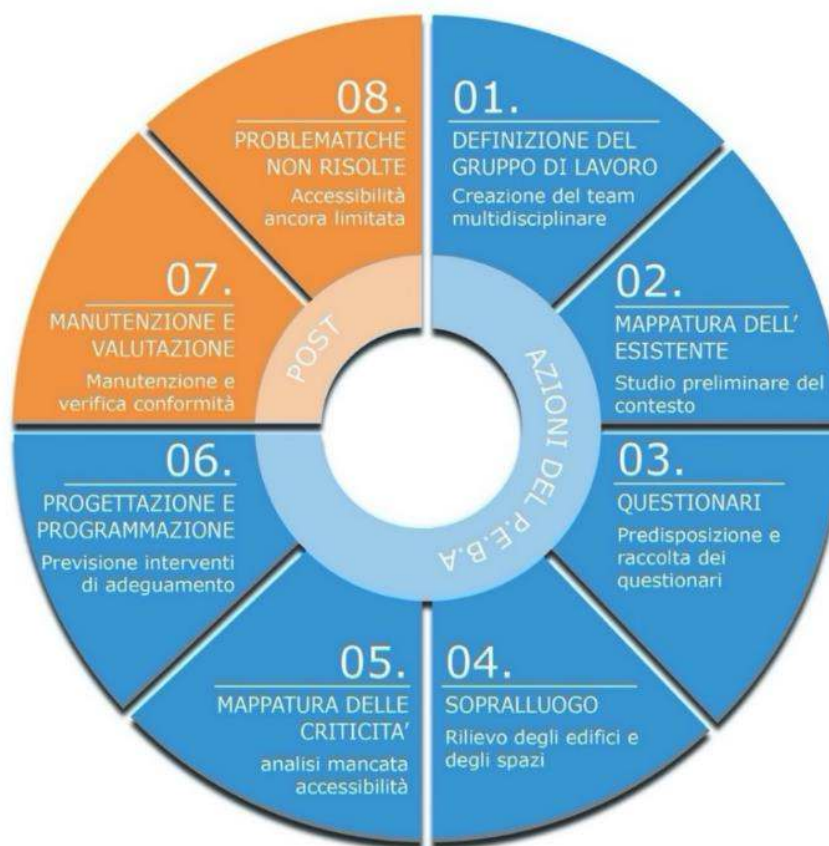 01.
DEFINIZIONE DEL
GRUPPO DI LAVORO
Creazione del team
multidisciplinare
02.
MAPPATURA DELL'
ESISTENTE
Studio preliminare del
contesto
03.
QUESTIONARI
Predisposizione e
raccolta dei
questionari
04.
SOPRALLUOGO
Rilievo degli edifici e
degli spazi
05.
MAPPATURA DELLE
CRITICITA'
analisi mancata
accessibilità
06.
PROGETTAZIONE E
PROGRAMMAZIONE
Previsione interventi
di adeguamento
07.
MANUTENZIONE E
VALUTAZIONE
Manutenzione e
verifica conformità
08.
PROBLEMATICHE
NON RISOLTE
Accessibilità
ancora limitata
POST
AZIONI DEL P.E.B.A